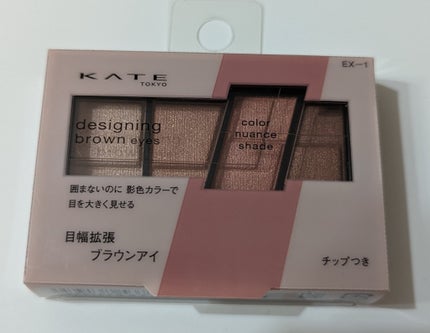 KATE
TOKYO
EX-1
designing
brown eyes
color
nuance
shade
囲まないのに 影色カラーで
目を大きく見せる
目幅拡張
ブラウンアイ
チップつき